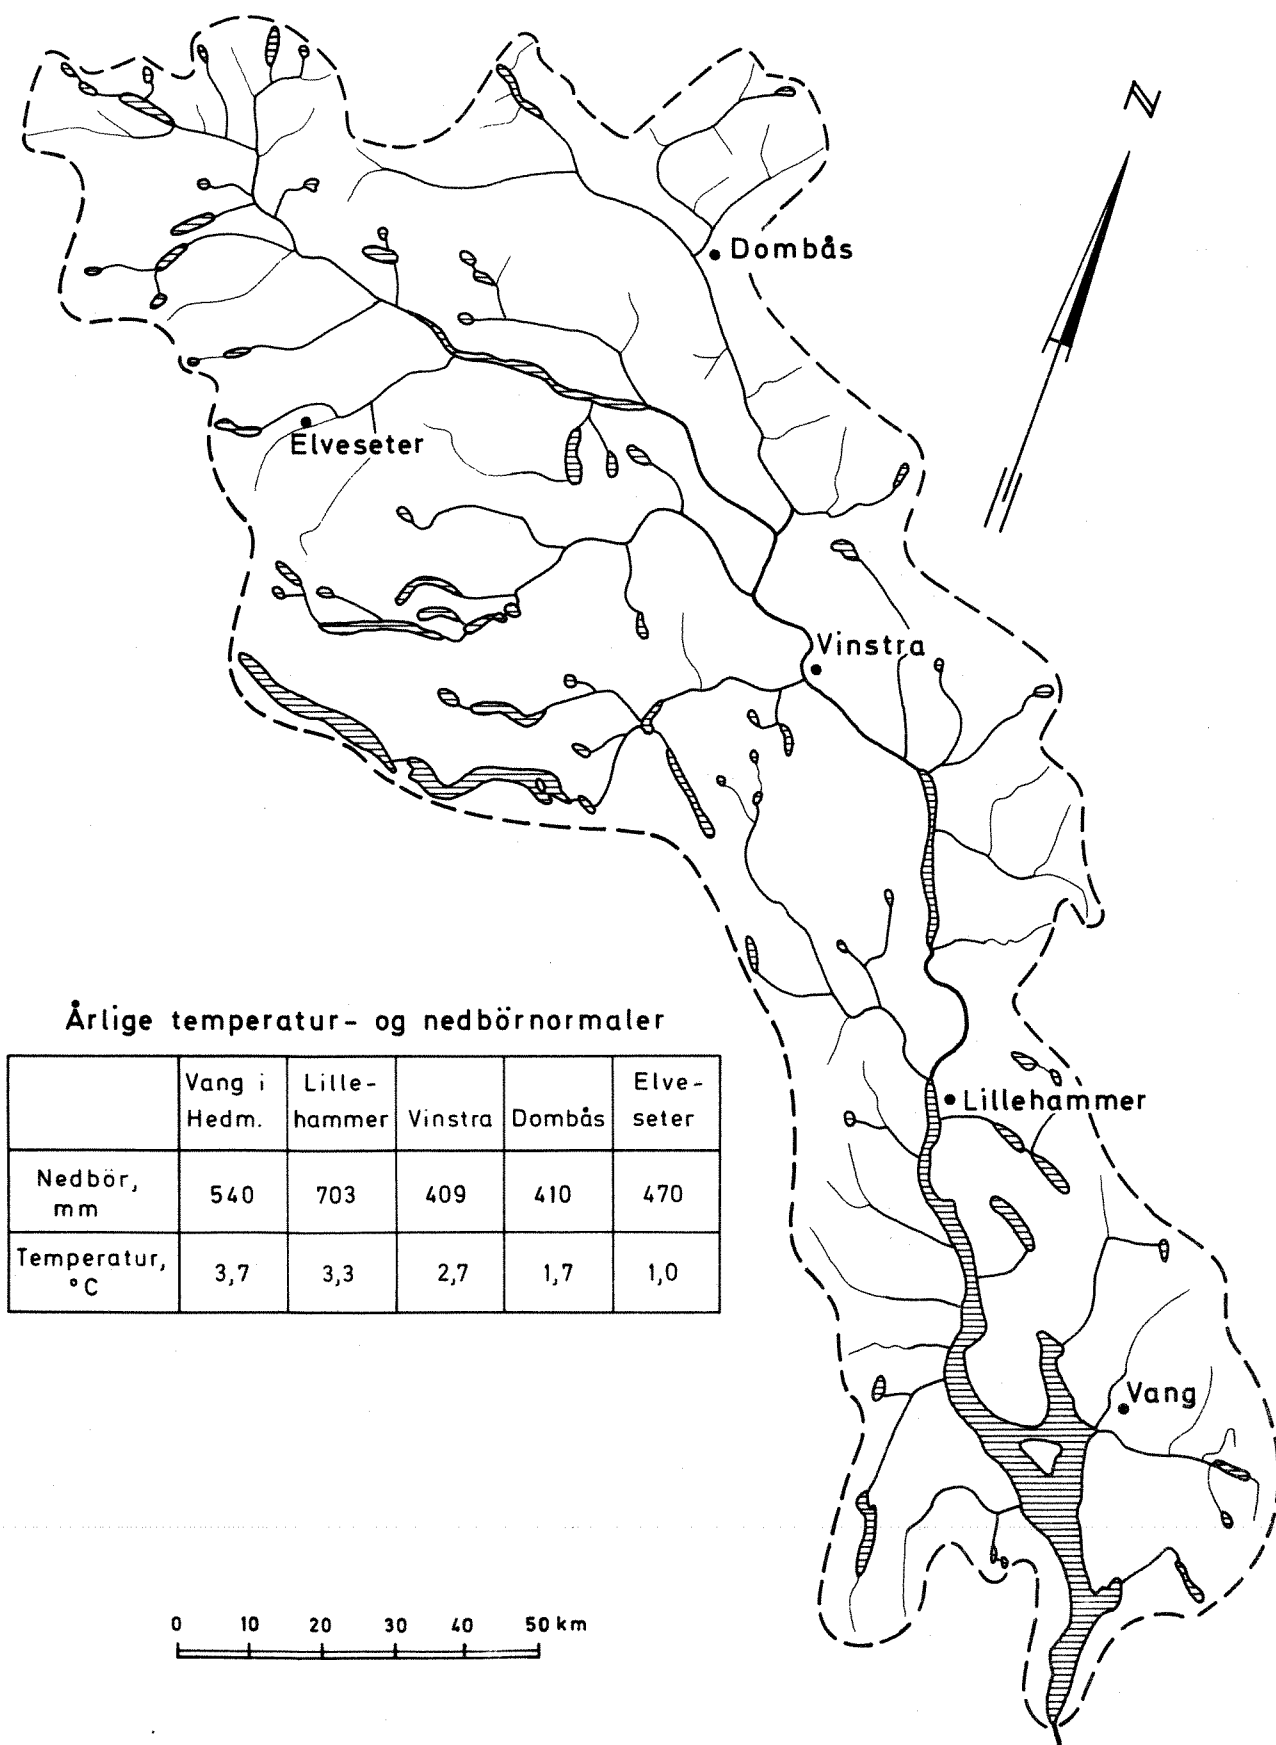 N
Dombås
Elveseter
Vinstra
Årlige temperatur- og nedbörnormaler
Vang i Hedm.
Lille-
hammer
Vinstra
Dombås
Elve-
seter
Nedbör,
mm
540
703
409
410
470
Temperatur,
°C
3,7
3,3
2,7
1,7
1,0
Lillehammer
Vang
0 10 20 30 40 50 km